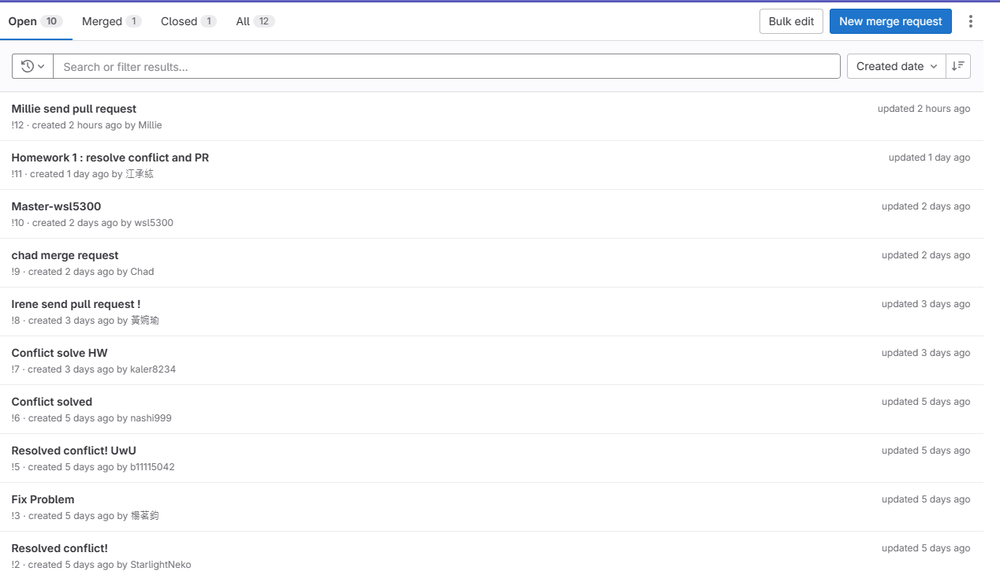 Open 10 Merged 1 Closed 1 All 12 Bulk edit New merge request
Search or filter results... Created date
Millie send pull request updated 2 hours ago
!12 · created 2 hours ago by Millie
Homework 1 : resolve conflict and PR updated 1 day ago
!11 · created 1 day ago by 江承紘
Master-wsl5300 updated 2 days ago
!10 · created 2 days ago by wsl5300
chad merge request updated 2 days ago
!9 · created 2 days ago by Chad
Irene send pull request ! updated 3 days ago
!8 · created 3 days ago by 黃婉瑜
Conflict solve HW updated 3 days ago
!7 · created 3 days ago by kaler8234
Conflict solved updated 5 days ago
!6 · created 5 days ago by nashi999
Resolved conflict! UwU updated 5 days ago
!5 · created 5 days ago by b11115042
Fix Problem updated 5 days ago
!3 · created 5 days ago by 楊茗鈞
Resolved conflict! updated 5 days ago
!2 · created 5 days ago by StarlightNeko